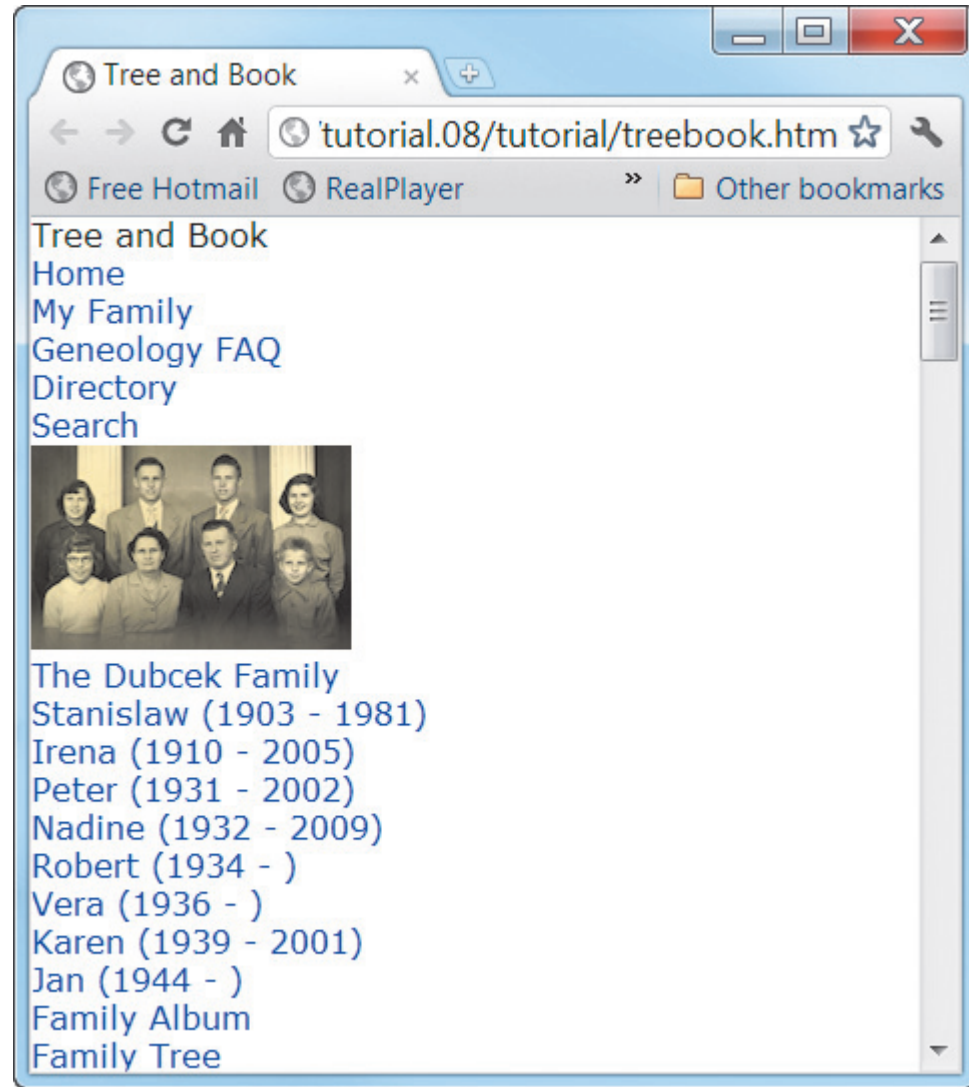 Tree and Book
tutorial.08/tutorial/treebook.htm
Free Hotmail RealPlayer » Other bookmarks
Tree and Book
Home
My Family
Geneology FAQ
Directory
Search
The Dubcek Family
Stanislaw (1903 - 1981)
Irena (1910 - 2005)
Peter (1931 - 2002)
Nadine (1932 - 2009)
Robert (1934 - )
Vera (1936 - )
Karen (1939 - 2001)
Jan (1944 - )
Family Album
Family Tree